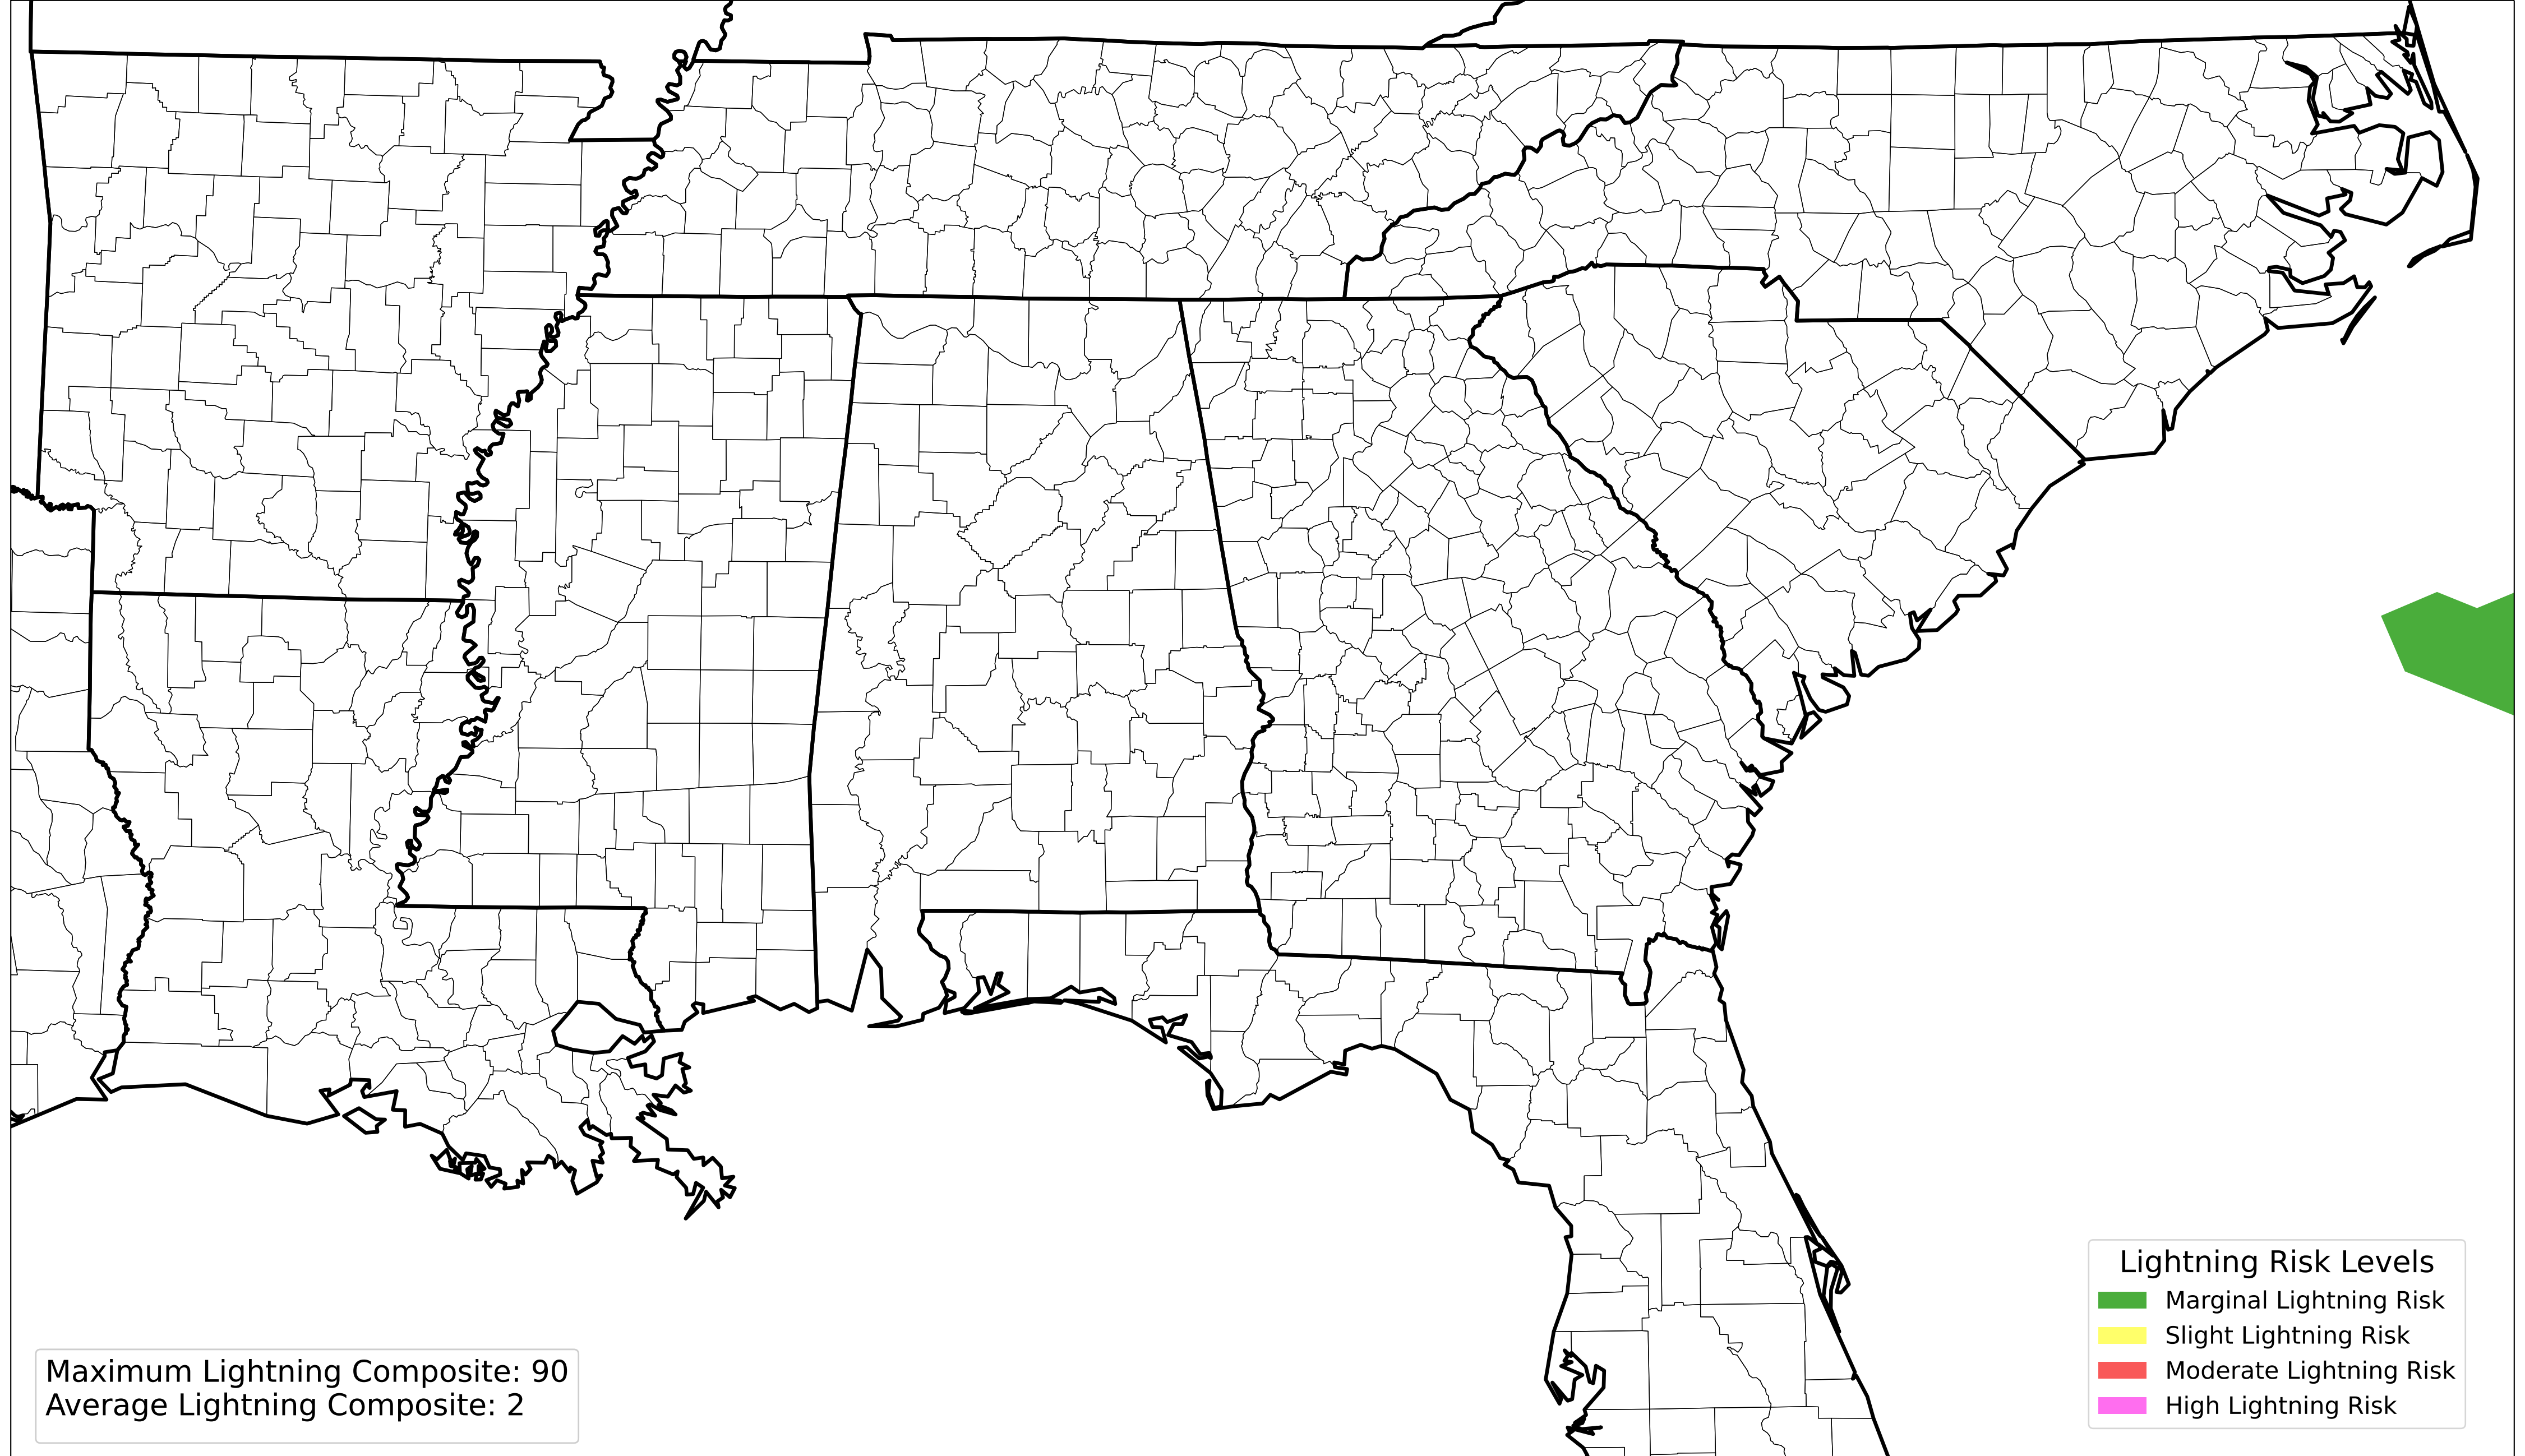 Lightning Risk Levels
Marginal Lightning Risk
Slight Lightning Risk
Moderate Lightning Risk
High Lightning Risk
Maximum Lightning Composite: 90
Average Lightning Composite: 2